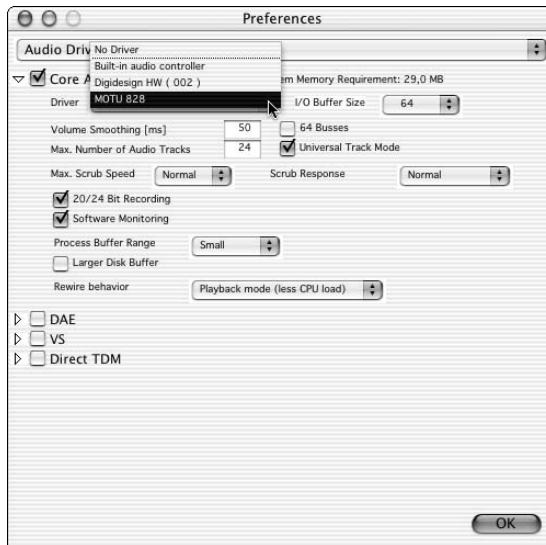 Preferences
Audio Driv
No Driver
Built-in audio controller
Digidesign HW ( 002 )
MOTU 828
Core A
em Memory Requirement: 29,0 MB
Driver
I/O Buffer Size
64
Volume Smoothing [ms]
50
64 Busses
Max. Number of Audio Tracks
24
Universal Track Mode
Max. Scrub Speed
Normal
Scrub Response
Normal
20/24 Bit Recording
Software Monitoring
Process Buffer Range
Small
Larger Disk Buffer
Rewire behavior
Playback mode (less CPU load)
DAE
VS
Direct TDM
OK